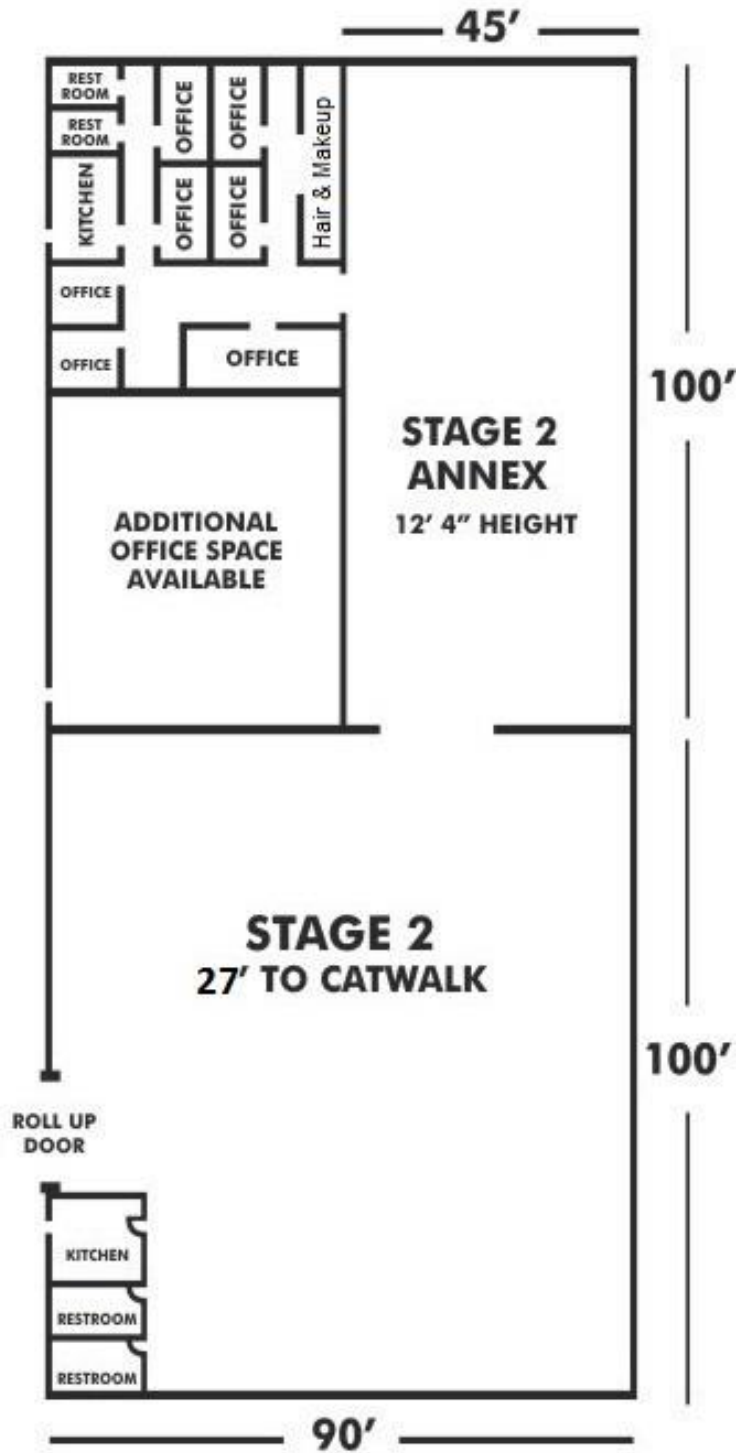 45′
REST
ROOM
REST
ROOM
KITCHEN
OFFICE
OFFICE
OFFICE
OFFICE
Hair & Makeup
OFFICE
OFFICE
OFFICE
100′
STAGE 2
ANNEX
12′ 4″ HEIGHT
ADDITIONAL
OFFICE SPACE
AVAILABLE
STAGE 2
27′ TO CATWALK
100′
ROLL UP
DOOR
KITCHEN
RESTROOM
RESTROOM
90′